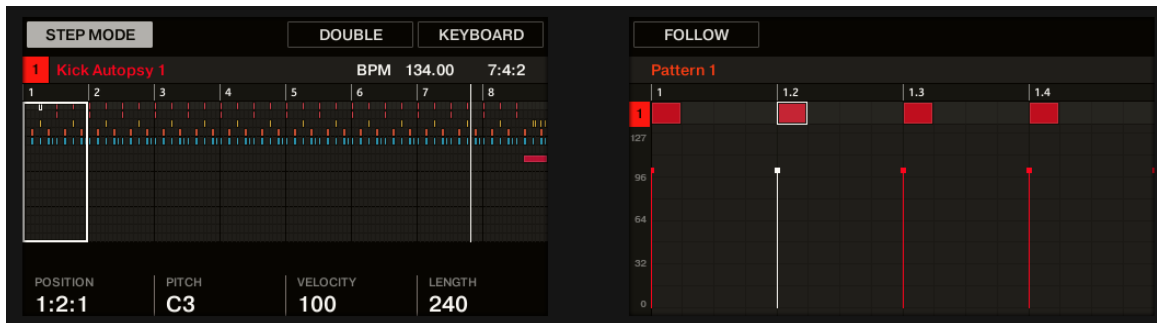 STEP MODE DOUBLE KEYBOARD
1 Kick Autopsy 1 BPM 134.00 7:4:2
1 2 3 4 5 6 7 8
POSITION PITCH VELOCITY LENGTH
1:2:1 C3 100 240
FOLLOW
Pattern 1
1 1.2 1.3 1.4
1
127
96
64
32
0